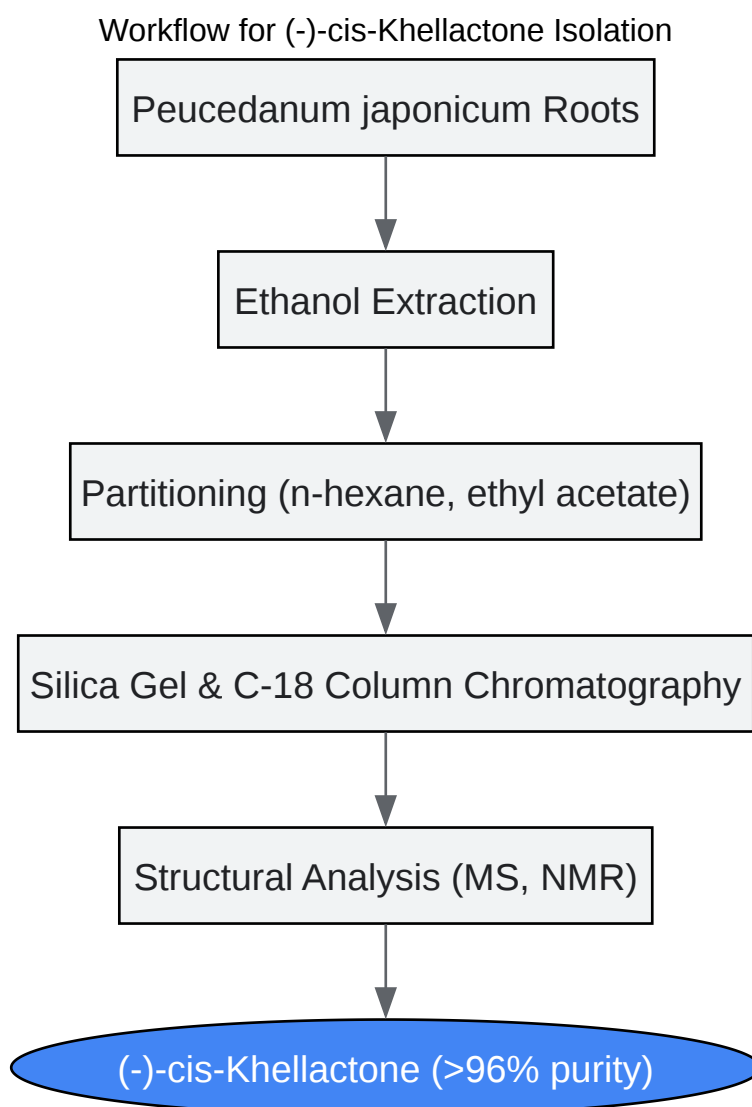 Workflow for (-)-cis-Khellactone Isolation
Peucedanum japonicum Roots
Ethanol Extraction
Partitioning (n-hexane, ethyl acetate)
Silica Gel & C-18 Column Chromatography
Structural Analysis (MS, NMR)
(-)-cis-Khellactone (>96% purity)